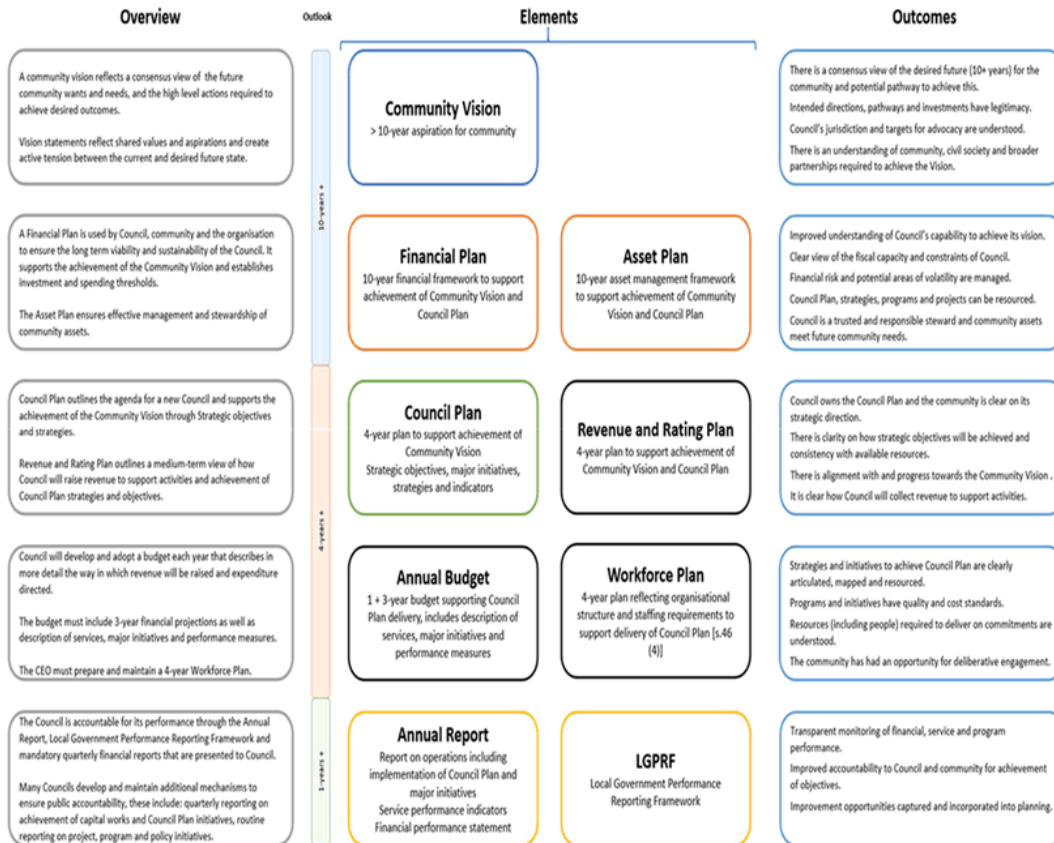 Overview
Outlook
Elements
Outcomes
A community vision reflects a consensus view of the future
community wants and needs, and the high level actions required to
achieve desired outcomes.
Vision statements reflect shared values and aspirations and create
active tension between the current and desired future state.
10-years +
Community Vision
> 10-year aspiration for community
There is a consensus view of the desired future (10+ years) for the
community and potential pathway to achieve this.
Intended directions, pathways and investments have legitimacy.
Council's jurisdiction and targets for advocacy are understood.
There is an understanding of community, civil society and broader
partnerships required to achieve the Vision.
A Financial Plan is used by Council, community and the organisation
to ensure the long term viability and sustainability of the Council. It
supports the achievement of the Community Vision and establishes
investment and spending thresholds.
The Asset Plan ensures effective management and stewardship of
community assets.
Financial Plan
10-year financial framework to support
achievement of Community Vision and
Council Plan
Asset Plan
10-year asset management framework
to support achievement of Community
Vision and Council Plan
Improved understanding of Council's capability to achieve its vision.
Clear view of the fiscal capacity and constraints of Council.
Financial risk and potential areas of volatility are managed.
Council Plan, strategies, programs and projects can be resourced.
Council is a trusted and responsible steward and community assets
meet future community needs.
Council Plan outlines the agenda for a new Council and supports the
achievement of the Community Vision through Strategic objectives
and strategies.
Revenue and Rating Plan outlines a medium-term view of how
Council will raise revenue to support activities and achievement of
Council Plan strategies and objectives.
4-years +
Council Plan
4-year plan to support achievement of
Community Vision
Strategic objectives, major initiatives,
strategies and indicators
Revenue and Rating Plan
4-year plan to support achievement of
Community Vision and Council Plan
Council owns the Council Plan and the community is clear on its
strategic direction.
There is clarity on how strategic objectives will be achieved and
consistency with available resources.
There is alignment with and progress towards the Community Vision .
It is clear how Council will collect revenue to support activities.
Council will develop and adopt a budget each year that describes in
more detail the way in which revenue will be raised and expenditure
directed.
The budget must include 3-year financial projections as well as
description of services, major initiatives and performance measures.
The CEO must prepare and maintain a 4-year Workforce Plan.
Annual Budget
1 + 3-year budget supporting Council
Plan delivery, includes description of
services, major initiatives and
performance measures
Workforce Plan
4-year plan reflecting organisational
structure and staffing requirements to
support delivery of Council Plan [s.46
(4)]
Strategies and initiatives to achieve Council Plan are clearly
articulated, mapped and resourced.
Programs and initiatives have quality and cost standards.
Resources (including people) required to deliver on commitments are
understood.
The community has had an opportunity for deliberative engagement.
The Council is accountable for its performance through the Annual
Report, Local Government Performance Reporting Framework and
mandatory quarterly financial reports that are presented to Council.
Many Councils develop and maintain additional mechanisms to
ensure public accountability, these include: quarterly reporting on
achievement of capital works and Council Plan initiatives, routine
reporting on project, program and policy initiatives.
1-years +
Annual Report
Report on operations including
implementation of Council Plan and
major initiatives
Service performance indicators
Financial performance statement
LGPRF
Local Government Performance
Reporting Framework
Transparent monitoring of financial, service and program
performance.
Improved accountability to Council and community for achievement
of objectives.
Improvement opportunities captured and incorporated into planning.